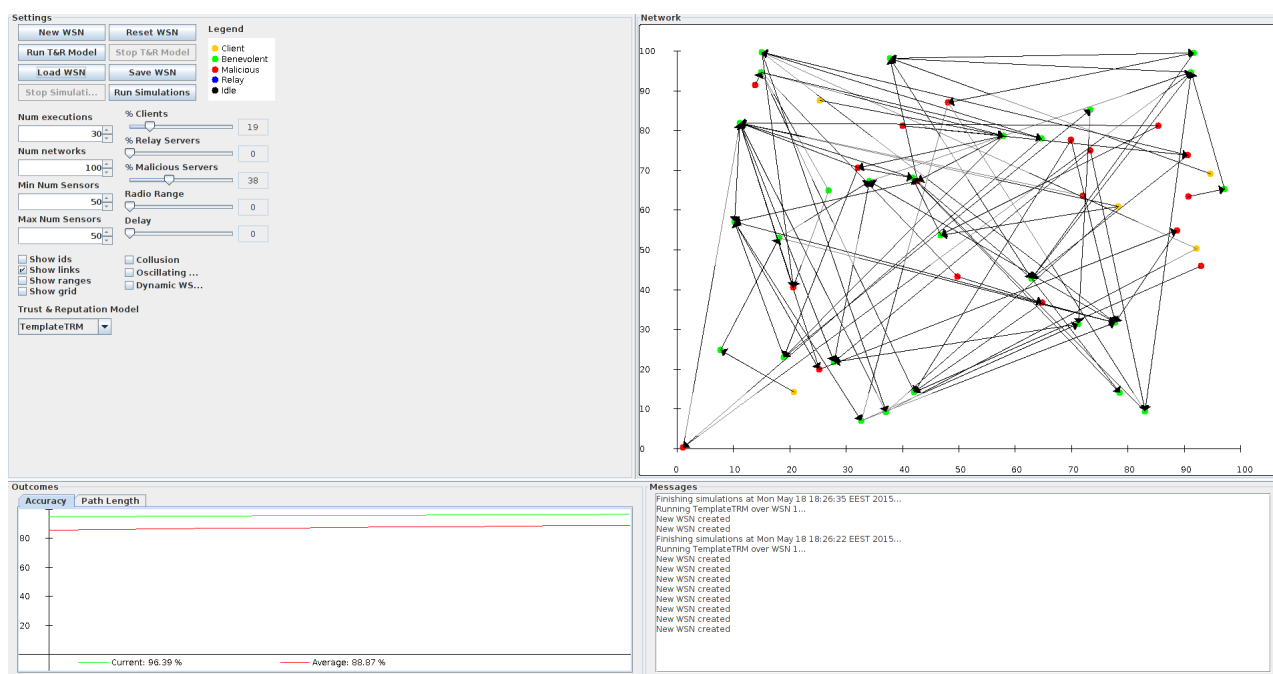 Settings
New WSN
Reset WSN
Run T&R Model
Stop T&R Model
Load WSN
Save WSN
Stop Simulati...
Run Simulations
Legend
Client
Benevolent
Malicious
Relay
Idle
Num executions
30
Num networks
100
Min Num Sensors
50
Max Num Sensors
50
% Clients
19
% Relay Servers
0
% Malicious Servers
38
Radio Range
0
Delay
0
Show ids
Show links
Show ranges
Show grid
Collusion
Oscillating ...
Dynamic WS...
Trust & Reputation Model
TemplateTRM
Network
100
90
80
70
60
50
40
30
20
10
0
0 10 20 30 40 50 60 70 80 90 100
Outcomes
Accuracy
Path Length
80
60
40
20
Current: 96.39 %
Average: 88.87 %
Messages
Finishing simulations at Mon May 18 18:26:35 EEST 2015...
Running TemplateTRM over WSN 1...
New WSN created
New WSN created
Finishing simulations at Mon May 18 18:26:22 EEST 2015...
Running TemplateTRM over WSN 1...
New WSN created
New WSN created
New WSN created
New WSN created
New WSN created
New WSN created
New WSN created
New WSN created